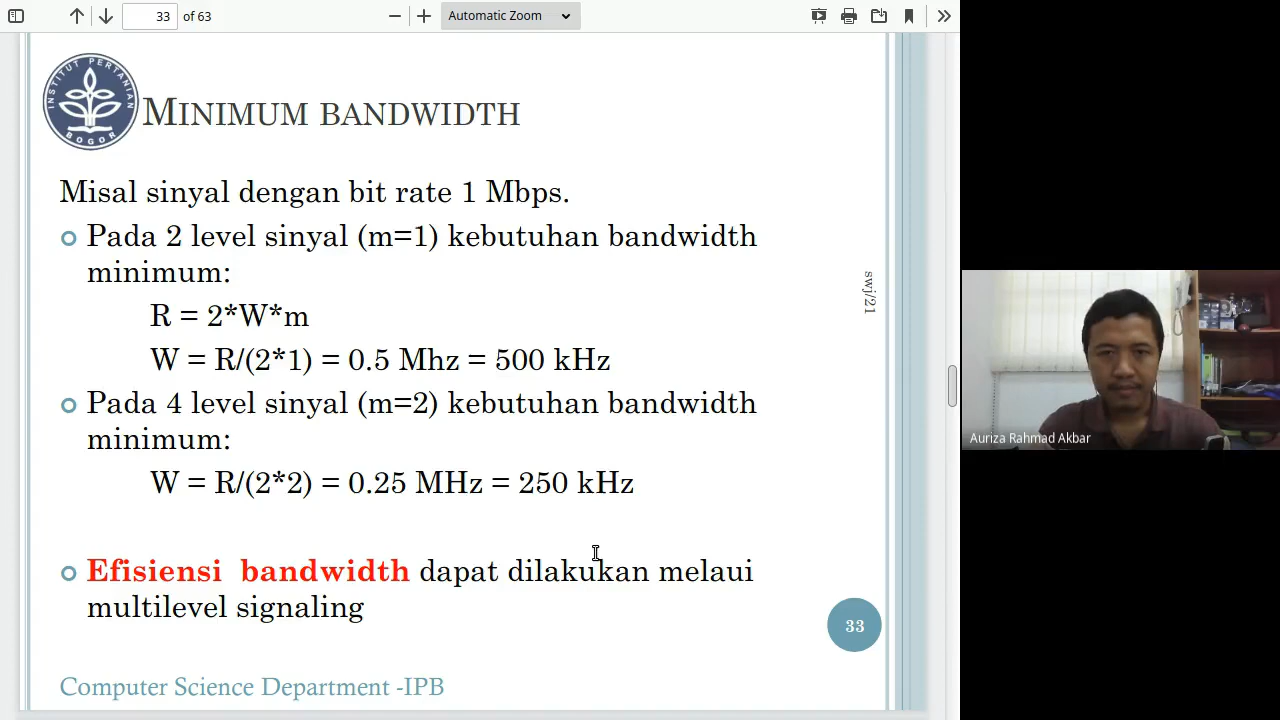 33 of 63
Automatic Zoom
INSTITUT PERTANIAN
BOGOR
MINIMUM BANDWIDTH
Misal sinyal dengan bit rate 1 Mbps.
Pada 2 level sinyal (m=1) kebutuhan bandwidth
minimum:
R = 2*W*m
W = R/(2*1) = 0.5 Mhz = 500 kHz
Pada 4 level sinyal (m=2) kebutuhan bandwidth
minimum:
W = R/(2*2) = 0.25 MHz = 250 kHz
Efisiensi bandwidth dapat dilakukan melaui
multilevel signaling
swj/21
33
Computer Science Department -IPB
Auriza Rahmad Akbar